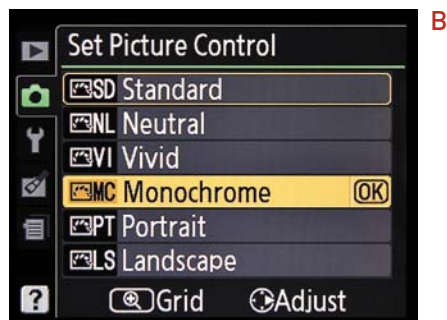 B
Set Picture Control
SD Standard
NL Neutral
VI Vivid
MC Monochrome OK
PT Portrait
LS Landscape
? Grid Adjust